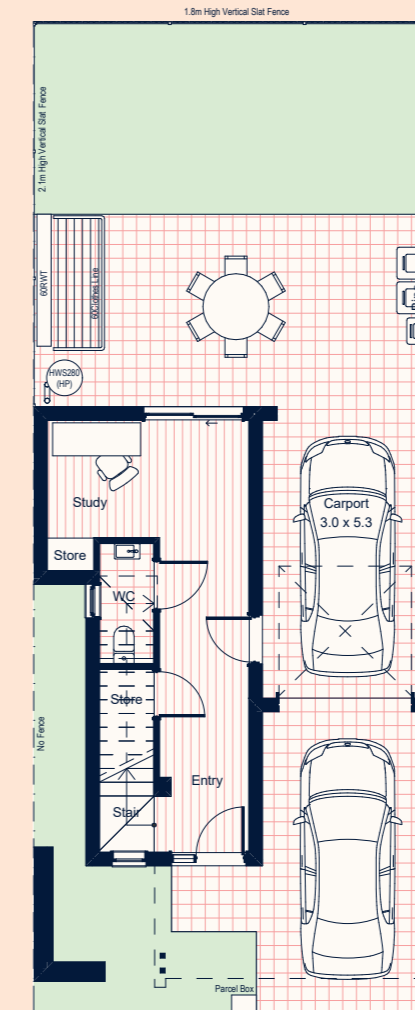 1.8m High Vertical Slat Fence
2.1m High Vertical Slat Fence
60RWT
60Clothes Line
HWS280
(HP)
Study
Carport
3.0 x 5.3
Store
WC
Store
No Fence
Entry
Stair
Parcel Box